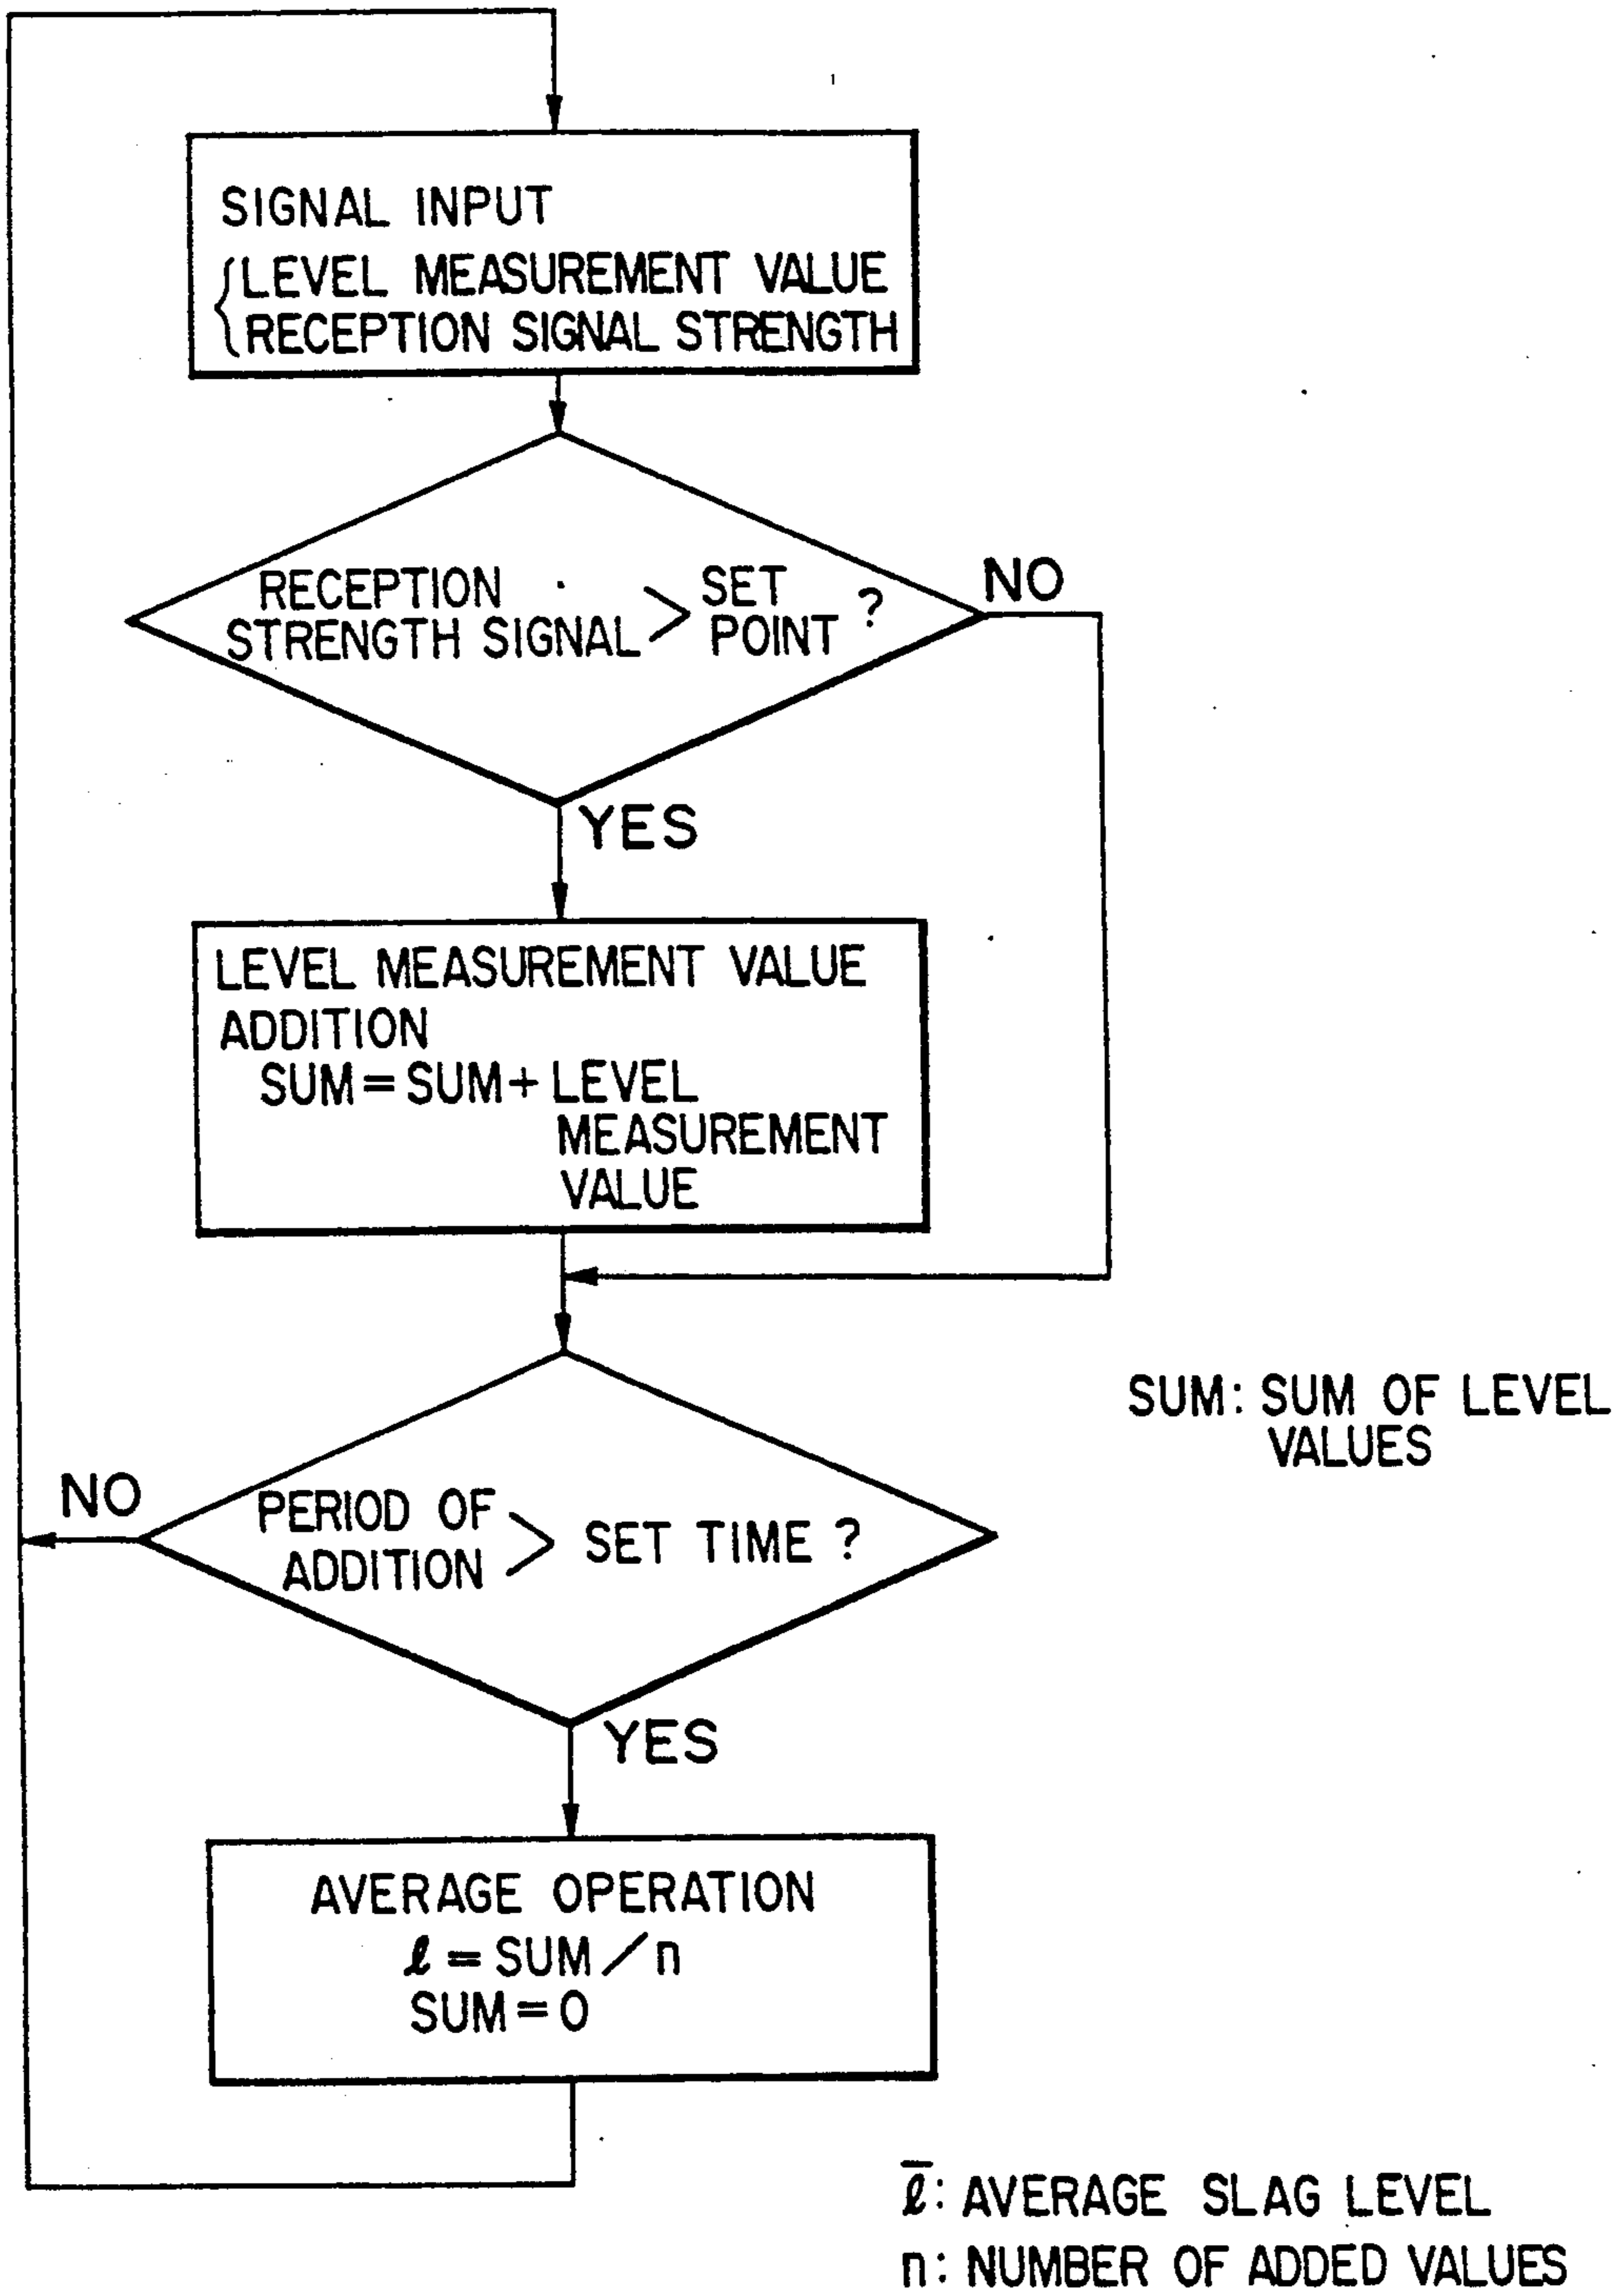 SIGNAL INPUT
{LEVEL MEASUREMENT VALUE
RECEPTION SIGNAL STRENGTH
RECEPTION
STRENGTH SIGNAL > SET
POINT ?
NO
YES
LEVEL MEASUREMENT VALUE
ADDITION
SUM = SUM + LEVEL
MEASUREMENT
VALUE
SUM: SUM OF LEVEL
VALUES
NO
PERIOD OF
ADDITION > SET TIME ?
YES
AVERAGE OPERATION
ℓ = SUM / n
SUM = 0
ℓ̅: AVERAGE SLAG LEVEL
n: NUMBER OF ADDED VALUES